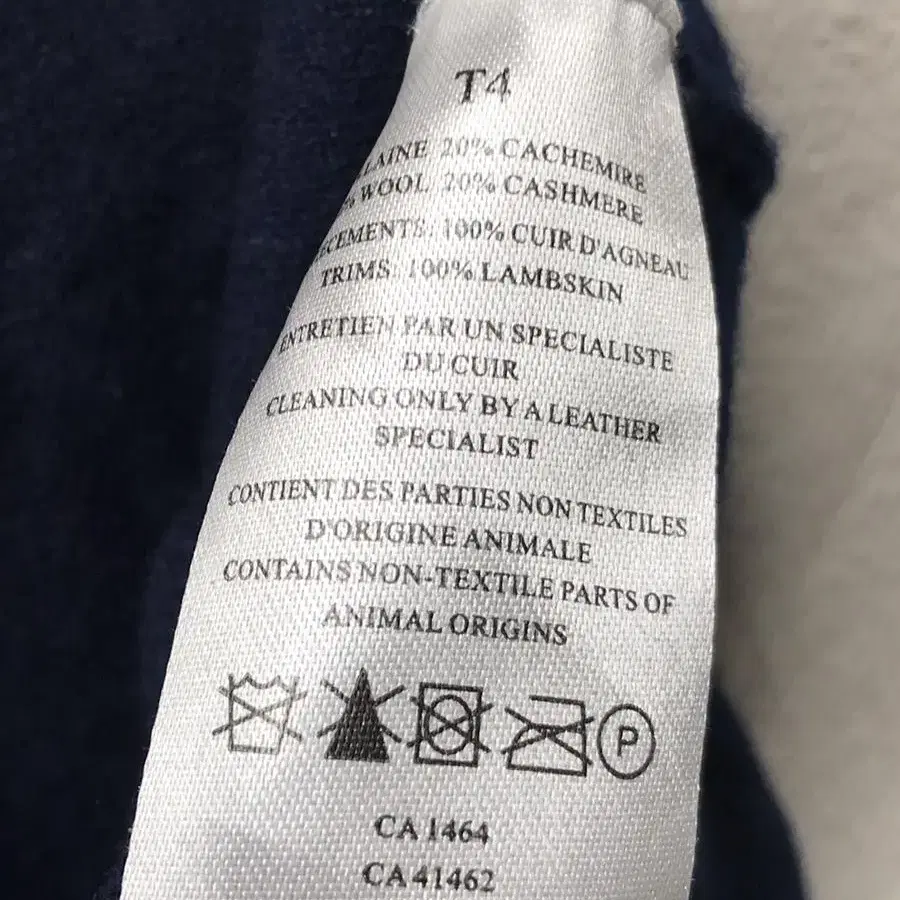 T4
LAINE 20% CACHEMIRE
% WOOL 20% CASHMERE
100% CUIR D'AGNEAU
TRIMS: 100% LAMBSKIN
ENTRETIEN PAR UN SPECIALISTE
DU CUIR
CLEANING ONLY BY A LEATHER
SPECIALIST
CONTIENT DES PARTIES NON TEXTILES
D'ORIGINE ANIMALE
CONTAINS NON-TEXTILE PARTS OF
ANIMAL ORIGINS
P
CA 1464
CA 41462